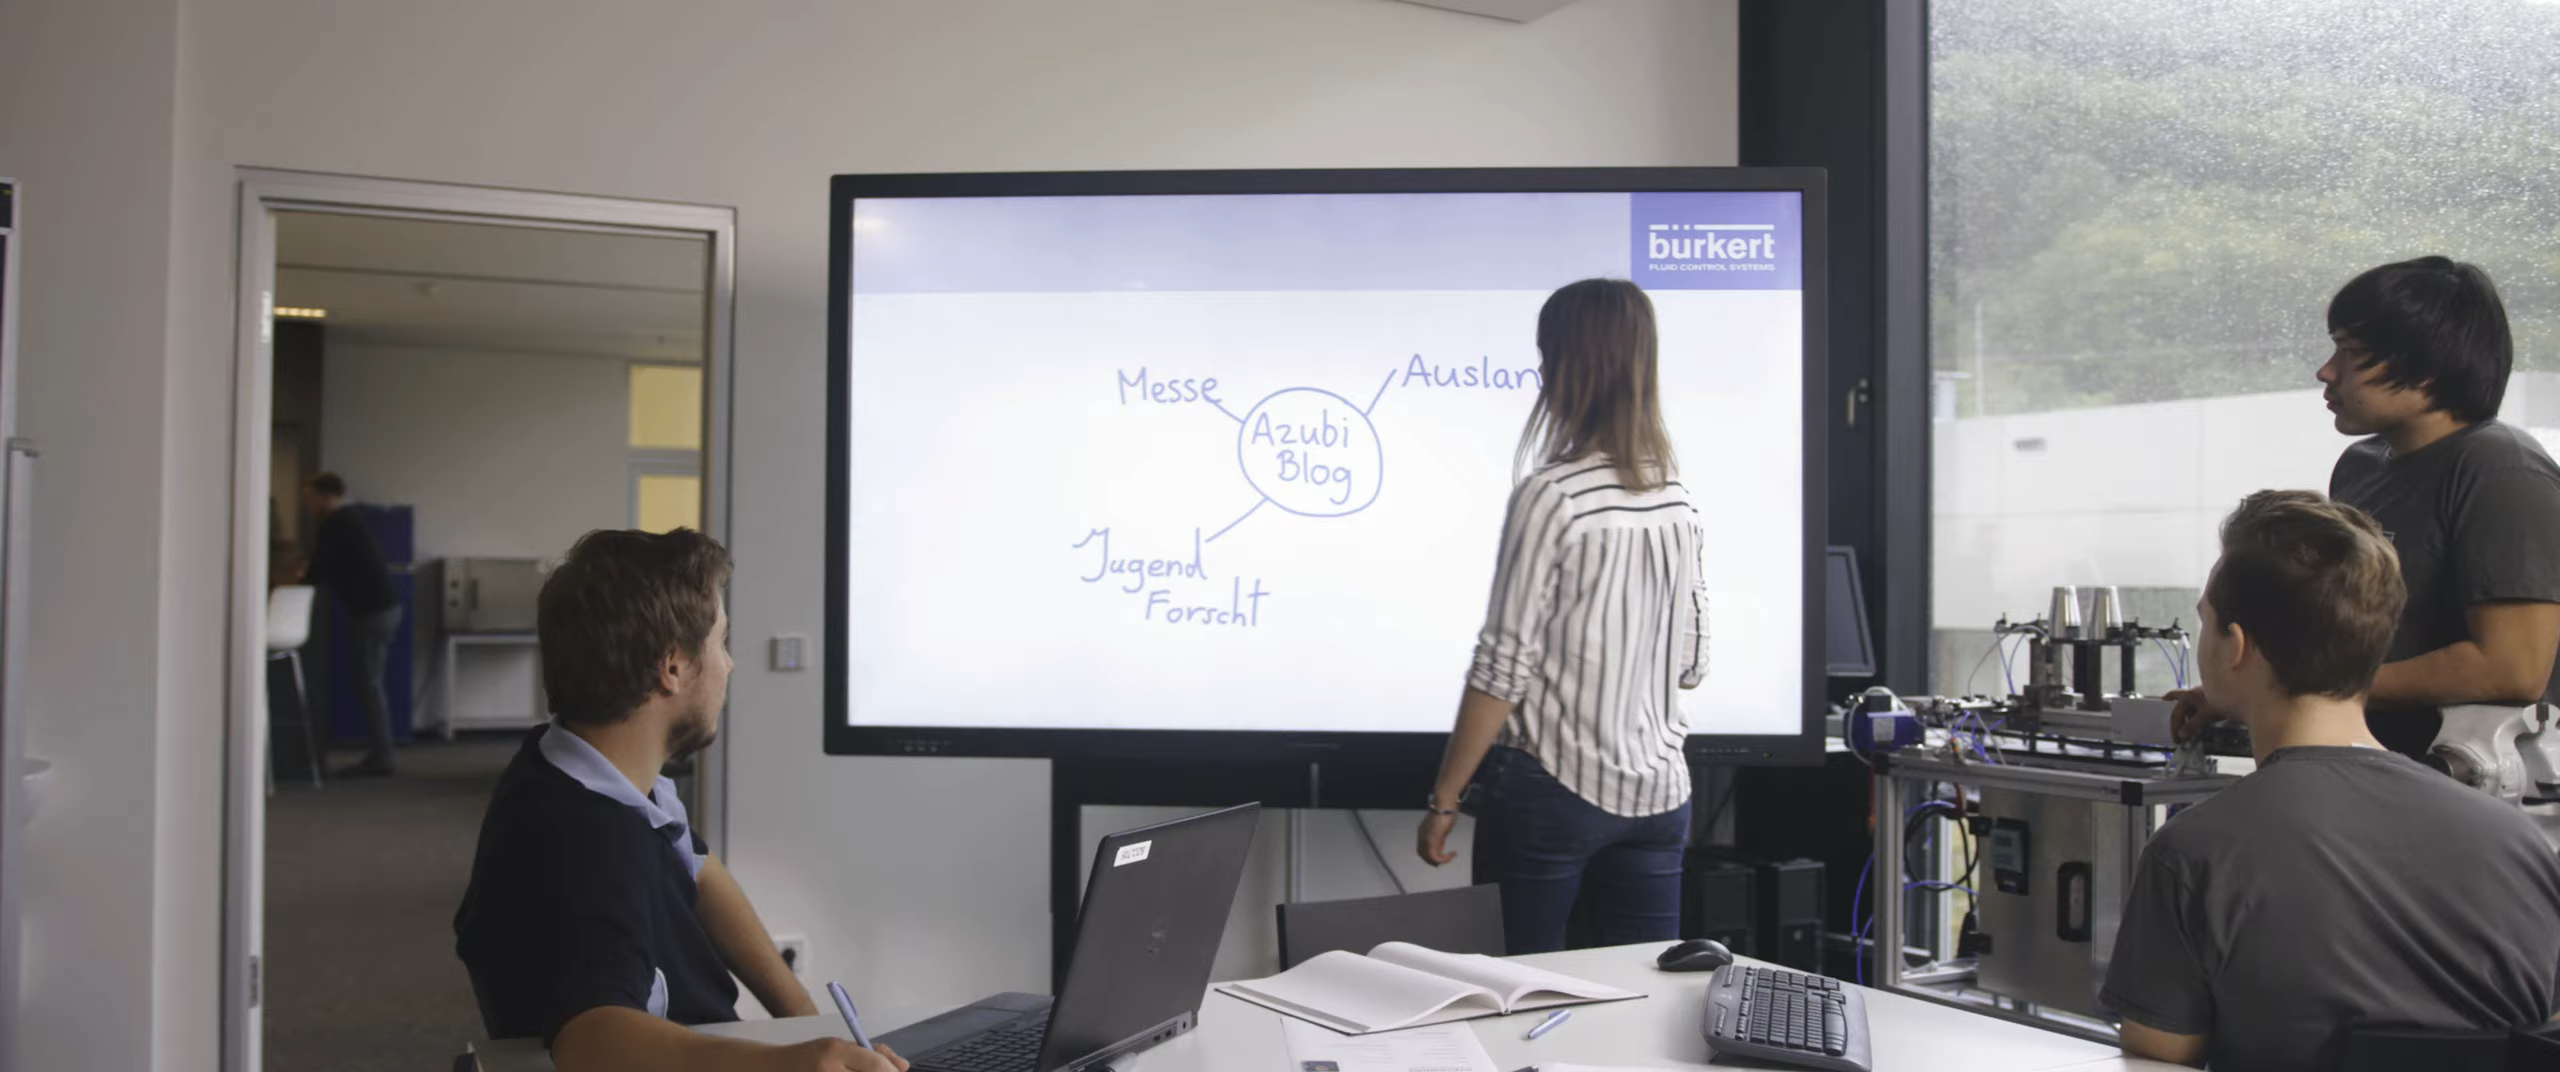 bürkert
FLUID CONTROL SYSTEMS
Messe
Auslan
Azubi
Blog
Jugend
Forscht